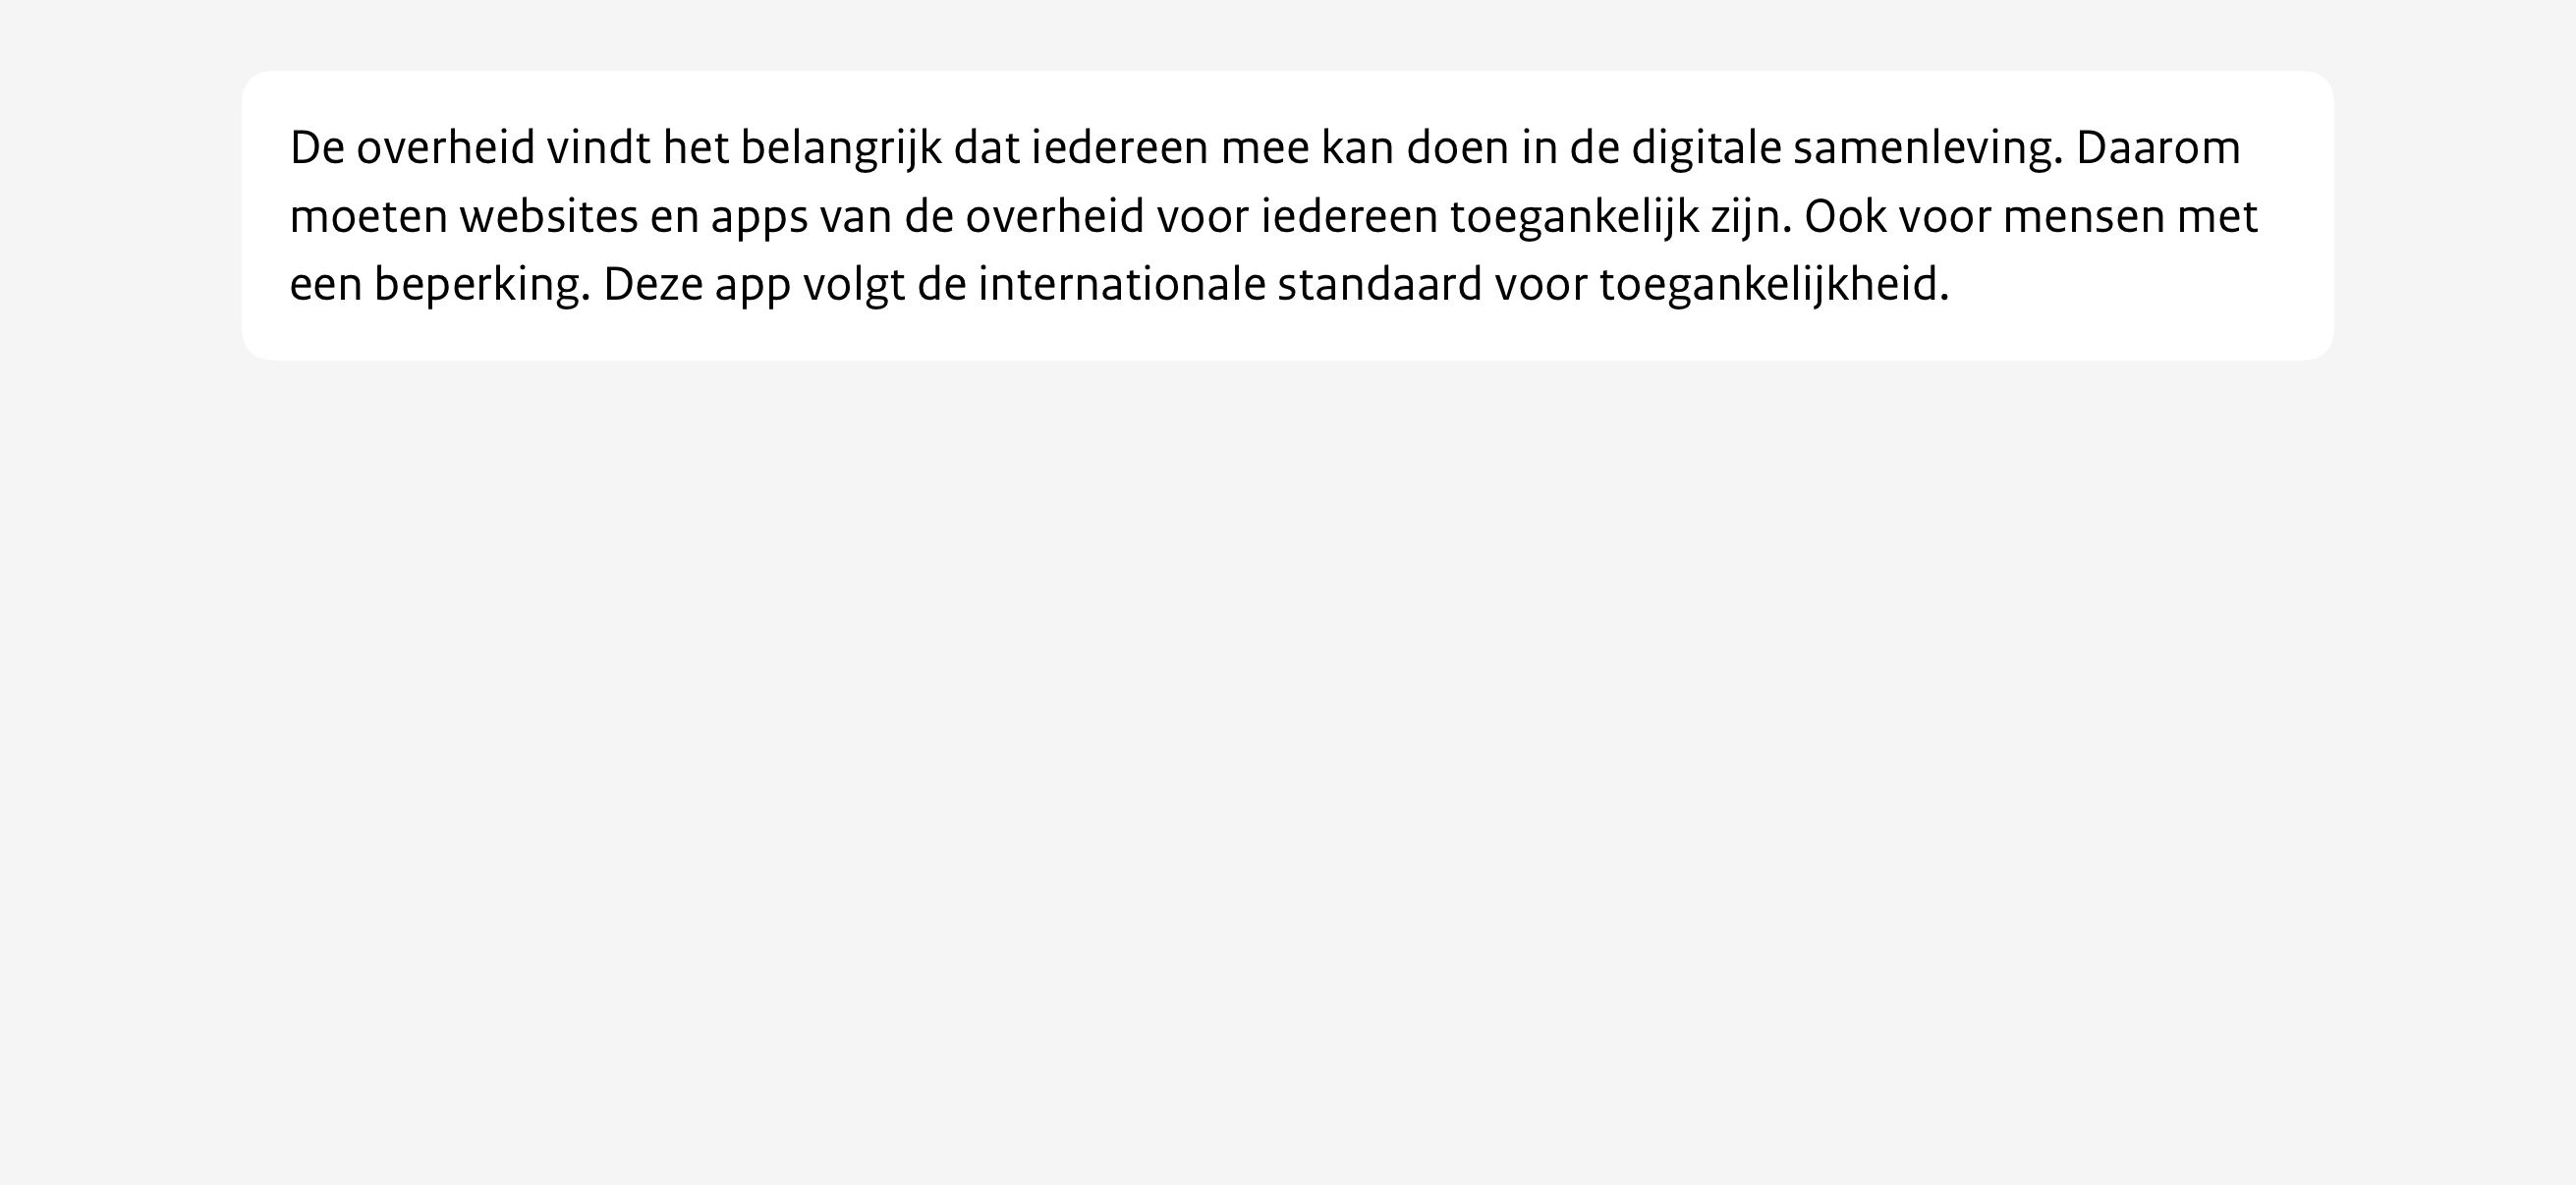 De overheid vindt het belangrijk dat iedereen mee kan doen in de digitale samenleving. Daarom
moeten websites en apps van de overheid voor iedereen toegankelijk zijn. Ook voor mensen met
een beperking. Deze app volgt de internationale standaard voor toegankelijkheid.